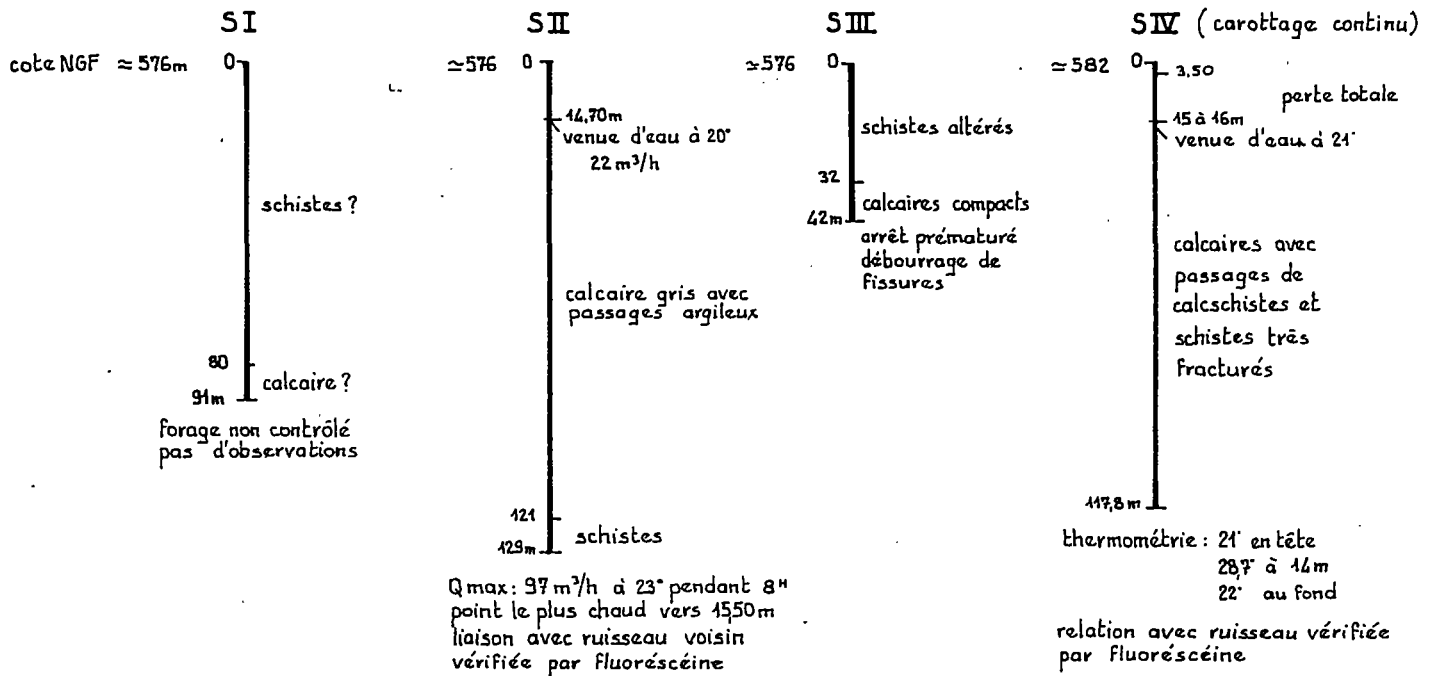 SI
cote NGF ≃ 576m
0
schistes ?
80
calcaire ?
91m
forage non contrôlé
pas d'observations
SII
≃576
0
14,70m
venue d'eau à 20°
22 m³/h
calcaire gris avec
passages argileux
121
schistes
129m
Q max : 97 m³/h à 23° pendant 8ᴴ
point le plus chaud vers 15,50m
liaison avec ruisseau voisin
vérifiée par fluoréscéine
SIII
≃576
0
schistes altérés
32
calcaires compacts
42m
arrêt prématuré
débourrage de
fissures
SIV (carottage continu)
≃582
0
3,50
perte totale
15 à 16m
venue d'eau à 21°
calcaires avec
passages de
calcschistes et
schistes très
fracturés
117,8m
thermométrie : 21° en tête
28,7° à 14m
22° au fond
relation avec ruisseau vérifiée
par fluoréscéine